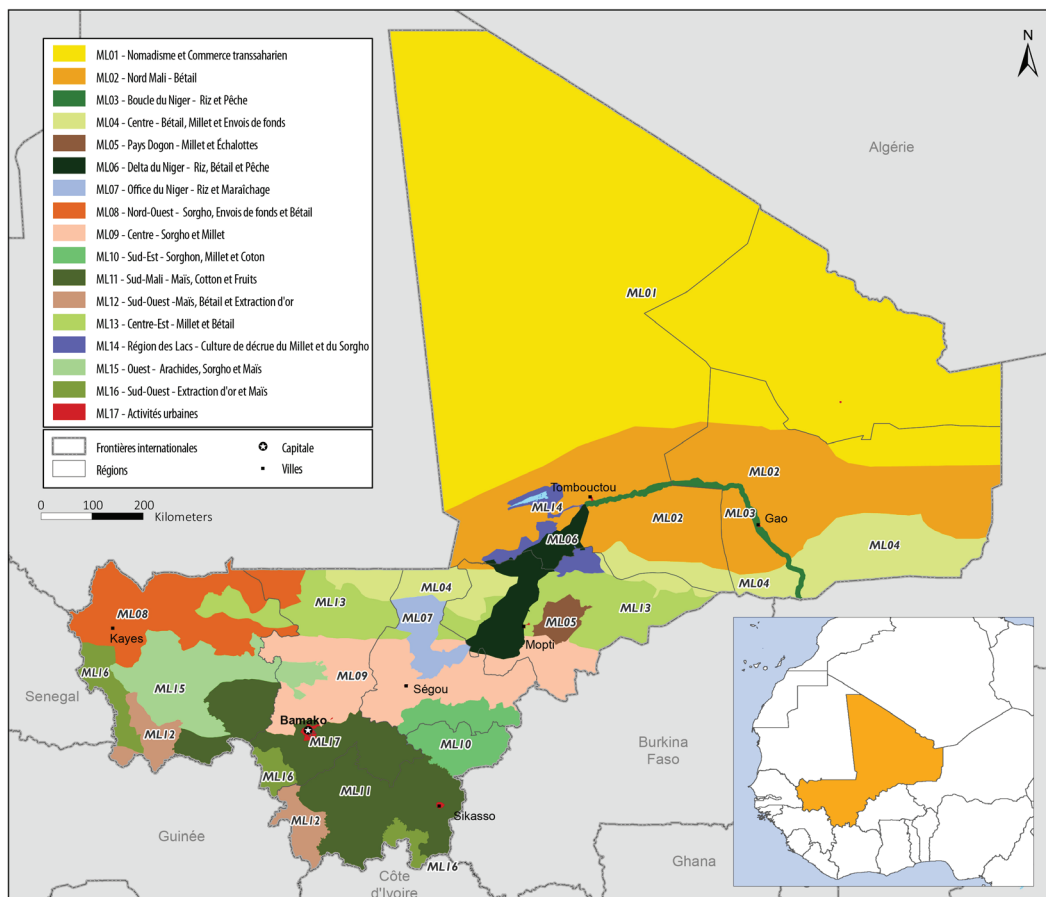 ML01 - Nomadisme et Commerce transsaharien
ML02 - Nord Mali - Bétail
ML03 - Boucle du Niger - Riz et Pêche
ML04 - Centre - Bétail, Millet et Envois de fonds
ML05 - Pays Dogon - Millet et Échalottes
ML06 - Delta du Niger - Riz, Bétail et Pêche
ML07 - Office du Niger - Riz et Maraîchage
ML08 - Nord-Ouest - Sorgho, Envois de fonds et Bétail
ML09 - Centre - Sorgho et Millet
ML10 - Sud-Est - Sorghon, Millet et Coton
ML11 - Sud-Mali - Maïs, Cotton et Fruits
ML12 - Sud-Ouest -Maïs, Bétail et Extraction d'or
ML13 - Centre-Est - Millet et Bétail
ML14 - Région des Lacs - Culture de décrue du Millet et du Sorgho
ML15 - Ouest - Arachides, Sorgho et Maïs
ML16 - Sud-Ouest - Extraction d'or et Maïs
ML17 - Activités urbaines
Frontières internationales
Capitale
Régions
Villes
0 100 200
Kilometers
N
Algérie
ML01
ML02
Tombouctou
ML14
ML03
ML02
Gao
ML06
ML04
ML04
ML04
ML08
ML13
ML07
ML05
ML13
Kayes
Mopti
ML16
ML15
ML09
Ségou
Senegal
Bamako
ML12
ML17
ML10
Burkina
Faso
ML16
ML11
Sikasso
ML12
Guinée
ML16
Ghana
Côte
d'Ivoire